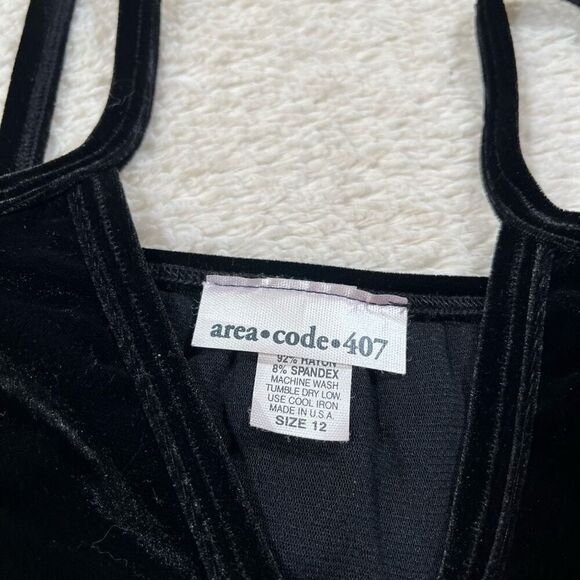 area•code•407
92% RAYON
8% SPANDEX
MACHINE WASH
TUMBLE DRY LOW
USE COOL IRON
MADE IN U.S.A.
SIZE 12